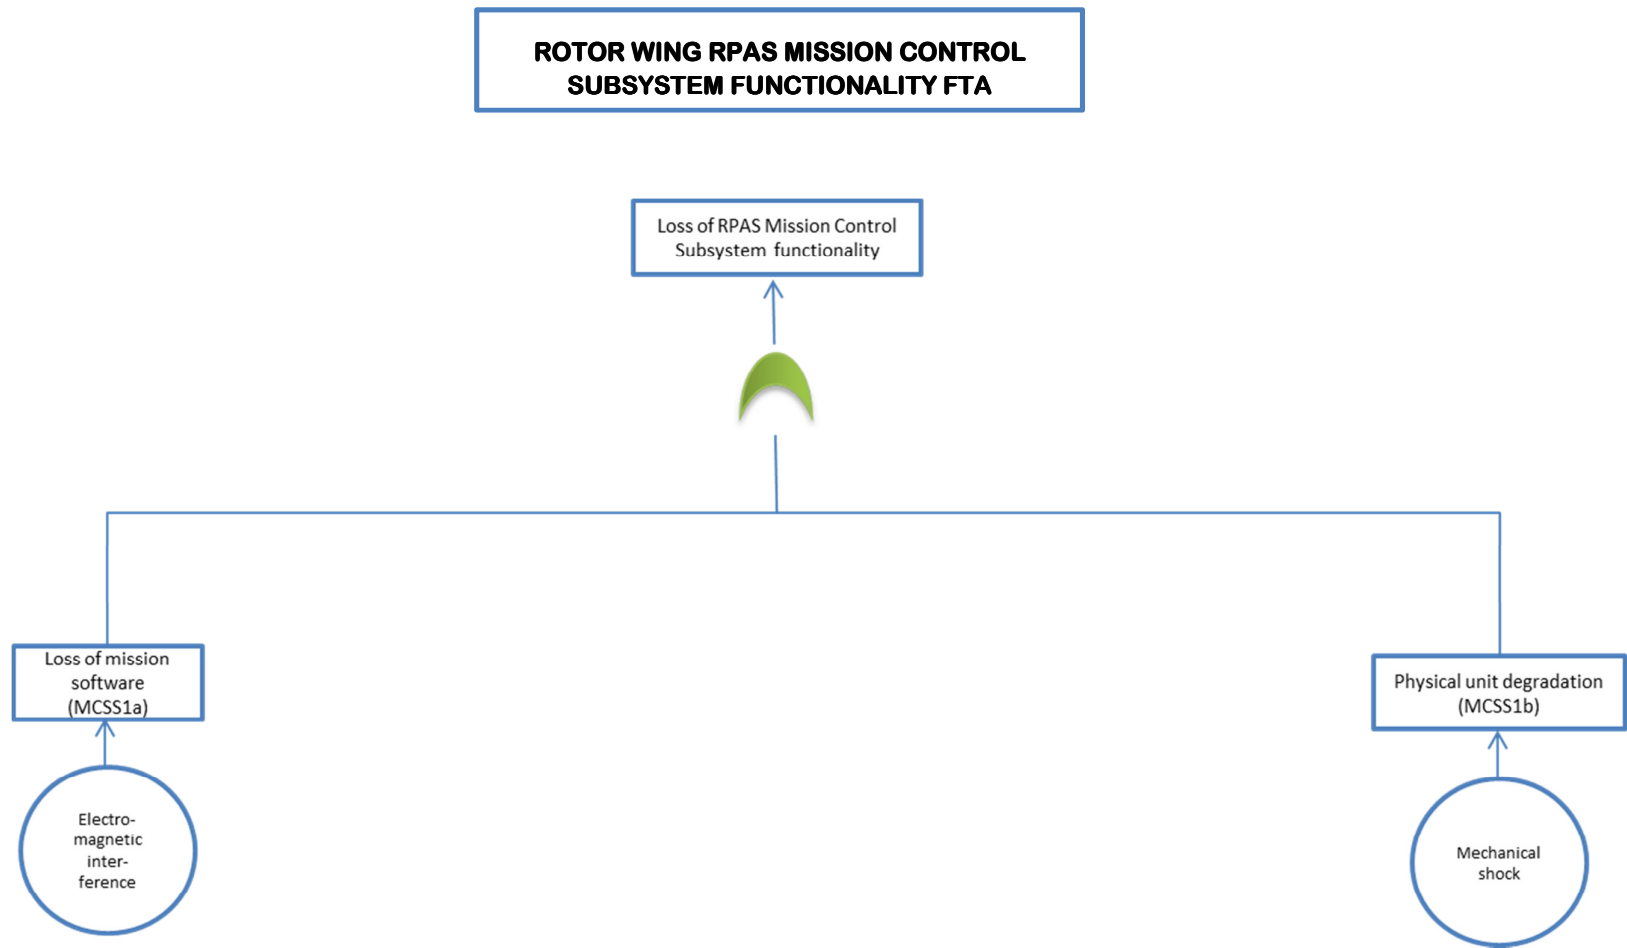 ROTOR WING RPAS MISSION CONTROL
SUBSYSTEM FUNCTIONALITY FTA
Loss of RPAS Mission Control
Subsystem functionality
Loss of mission
software
(MCSS1a)
Physical unit degradation
(MCSS1b)
Electro-
magnetic
inter-
ference
Mechanical
shock